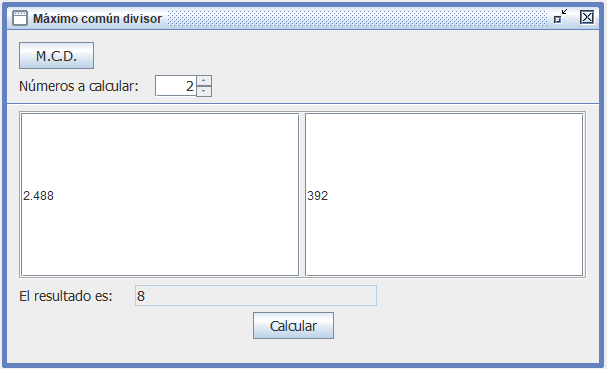 Máximo común divisor
M.C.D.
Números a calcular: 2
2.488 392
El resultado es: 8
Calcular